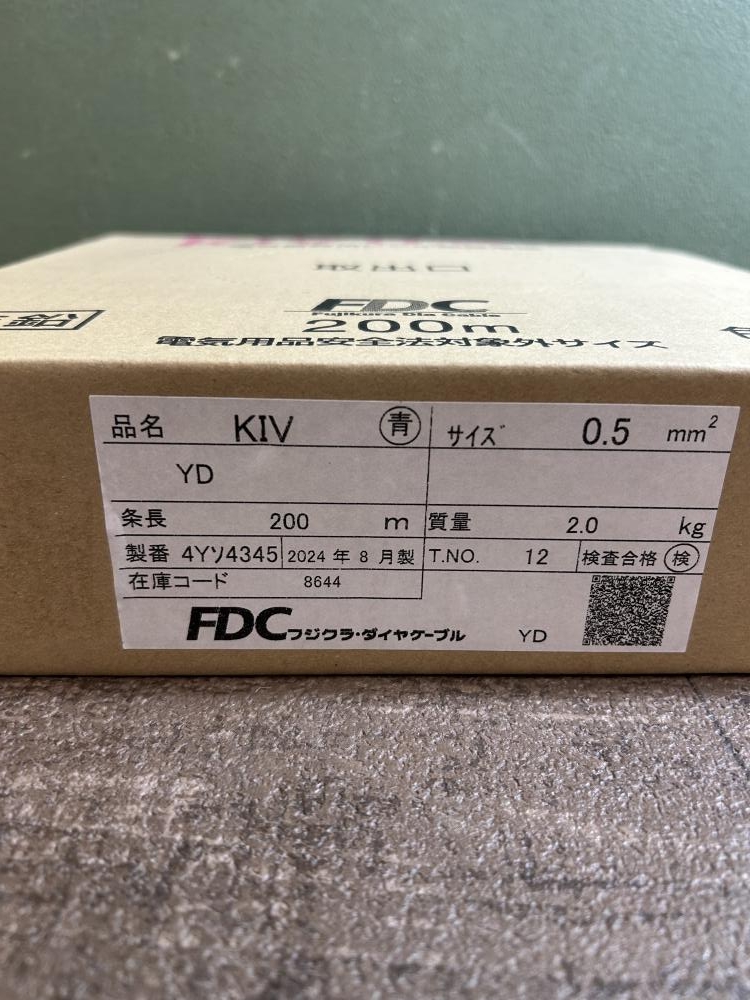 取出口
FDC
Fujikura Dia Cable
200m
電気用品安全法対象外サイズ
鉛
品名 KIV 青 サイズ 0.5 mm²
YD
条長 200 m 質量 2.0 kg
製番 4Yソ4345 2024 年 8 月製 T.NO. 12 検査合格 検
在庫コード 8644
FDC フジクラ・ダイヤケーブル YD